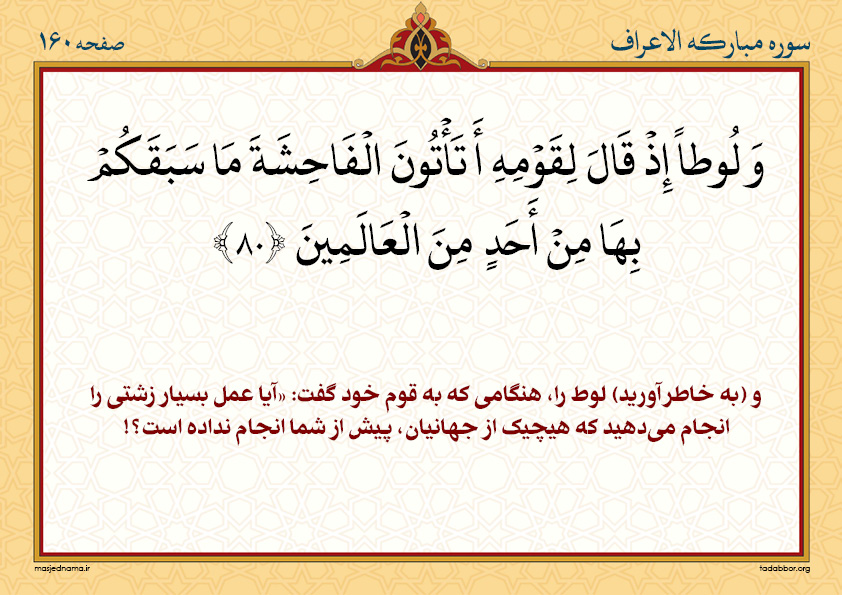 سوره مبارکه الاعراف
صفحه ۱۶۰
وَ لُوطاً إِذْ قَالَ لِقَوْمِهِ أَ تَأْتُونَ الْفَاحِشَةَ مَا سَبَقَكُمْ
بِهَا مِنْ أَحَدٍ مِنَ الْعَالَمِينَ ﴿۸۰﴾
و (به خاطر آورید) لوط را، هنگامی که به قوم خود گفت: «آیا عمل بسیار زشتی را
انجام می‌دهید که هیچیک از جهانیان، پیش از شما انجام نداده است؟!
masjednama.ir
tadabbor.org